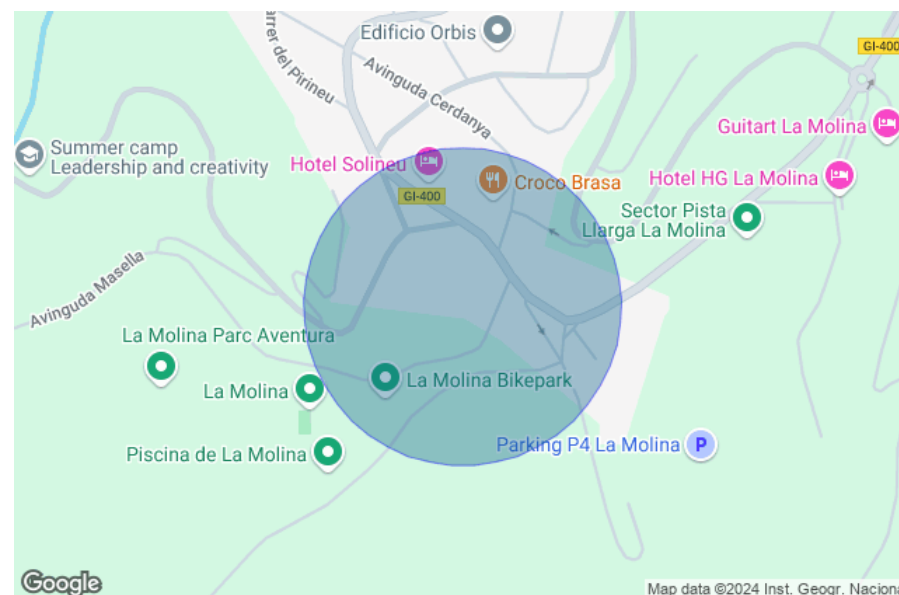 Edificio Orbis
GI-400
arrer del Pirineu
Avinguda Cerdanya
Guitart La Molina
Summer camp
Leadership and creativity
Hotel Solineu
Croco Brasa
Hotel HG La Molina
GI-400
Sector Pista
Llarga La Molina
Avinguda Masella
La Molina Parc Aventura
La Molina Bikepark
La Molina
Parking P4 La Molina
P
Piscina de La Molina
Google
Map data ©2024 Inst. Geogr. Naciona